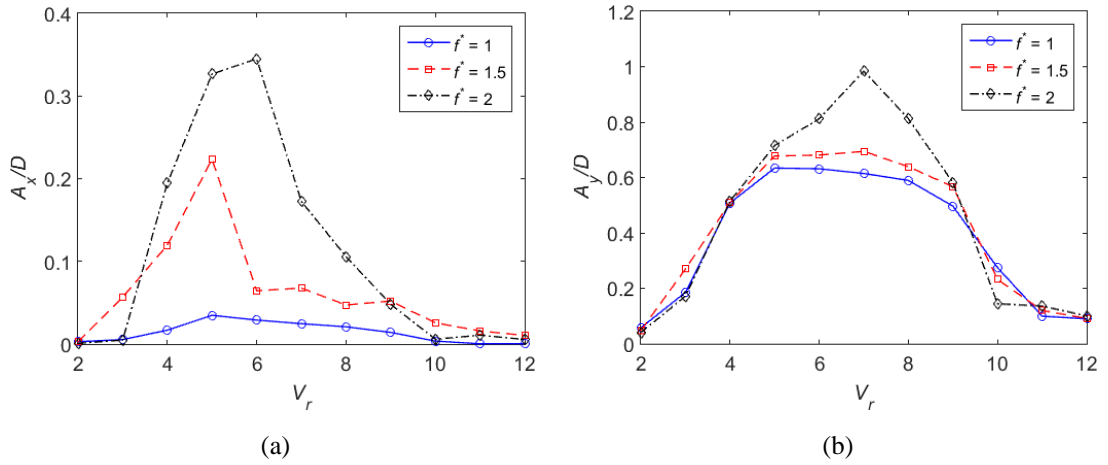 0.4
0.3
0.2
0.1
0
A_x/D
2 4 6 8 10 12
V_r
f* = 1
f* = 1.5
f* = 2
(a)
1.2
1
0.8
0.6
0.4
0.2
0
A_y/D
2 4 6 8 10 12
V_r
f* = 1
f* = 1.5
f* = 2
(b)